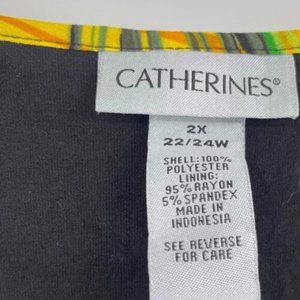 CATHERINES®
2X
22/24W
SHELL: 100%
POLYESTER
LINING:
95% RAYON
5% SPANDEX
MADE IN
INDONESIA
SEE REVERSE
FOR CARE